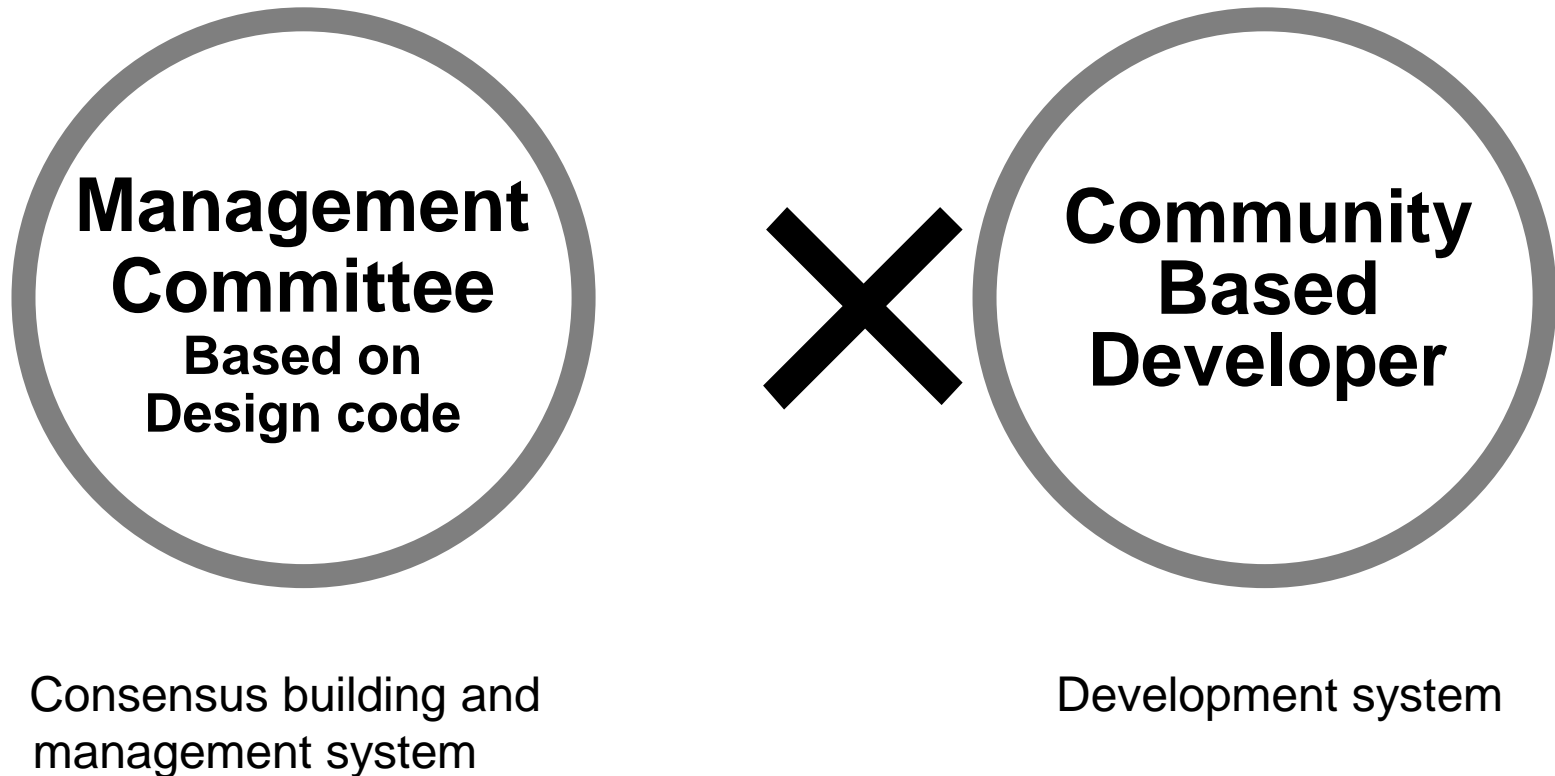 Management
Committee
Based on
Design code
Community
Based
Developer
Consensus building and
management system
Development system